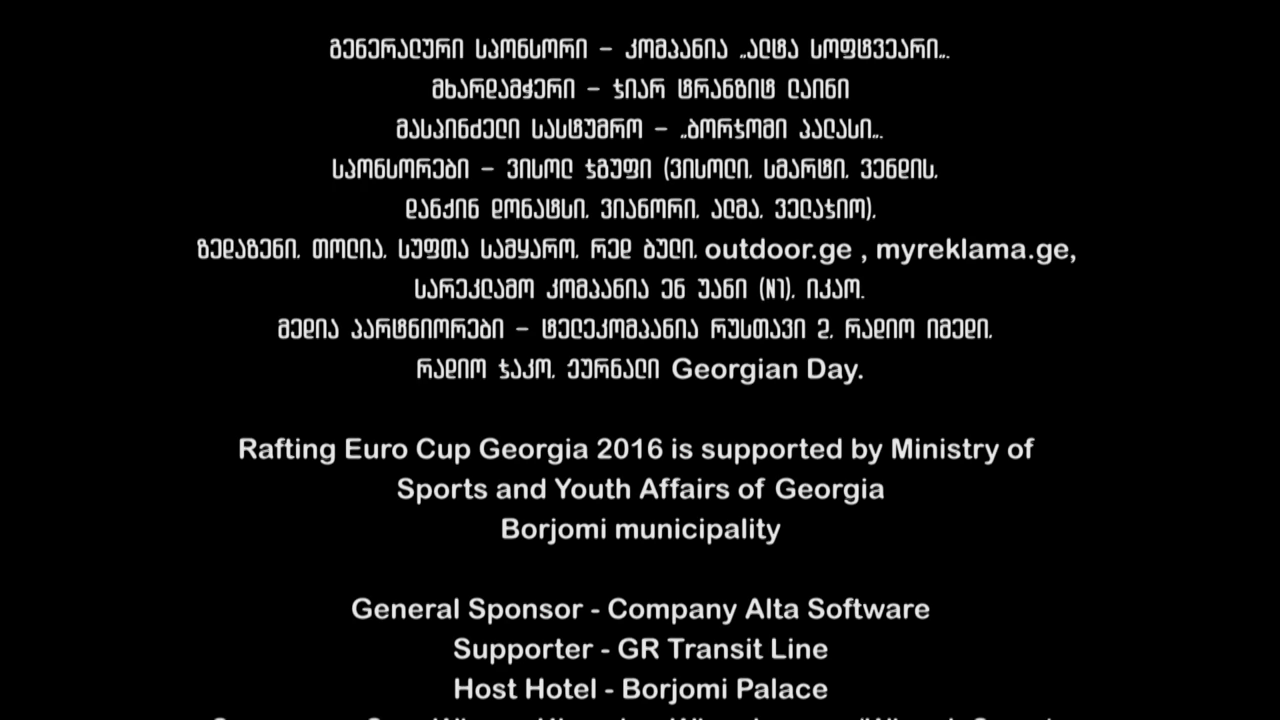 გენერალური სპონსორი – კომპანია „ალტა სოფტვეარი„.
მხარდამჭერი – ჯიარ ტრანზიტ ლაინი
მასპინძელი სასტუმრო – „ბორჯომი პალასი„.
სპონსორები – ვისოლ ჯგუფი (ვისოლი, სმარტი, ვენდის,
დანქინ დონატსი, ვიანორი, ალმა, ველაჯიო),
ზედაზენი, თოლია, სუფთა სამყარო, რედ ბული, outdoor.ge , myreklama.ge,
სარეკლამო კომპანია ენ უანი (N1), იკაო.
მედია პარტნიორები – ტელეკომპანია რუსთავი 2, რადიო იმედი,
რადიო ჯაკო, ჟურნალი Georgian Day.
Rafting Euro Cup Georgia 2016 is supported by Ministry of
Sports and Youth Affairs of Georgia
Borjomi municipality
General Sponsor - Company Alta Software
Supporter - GR Transit Line
Host Hotel - Borjomi Palace